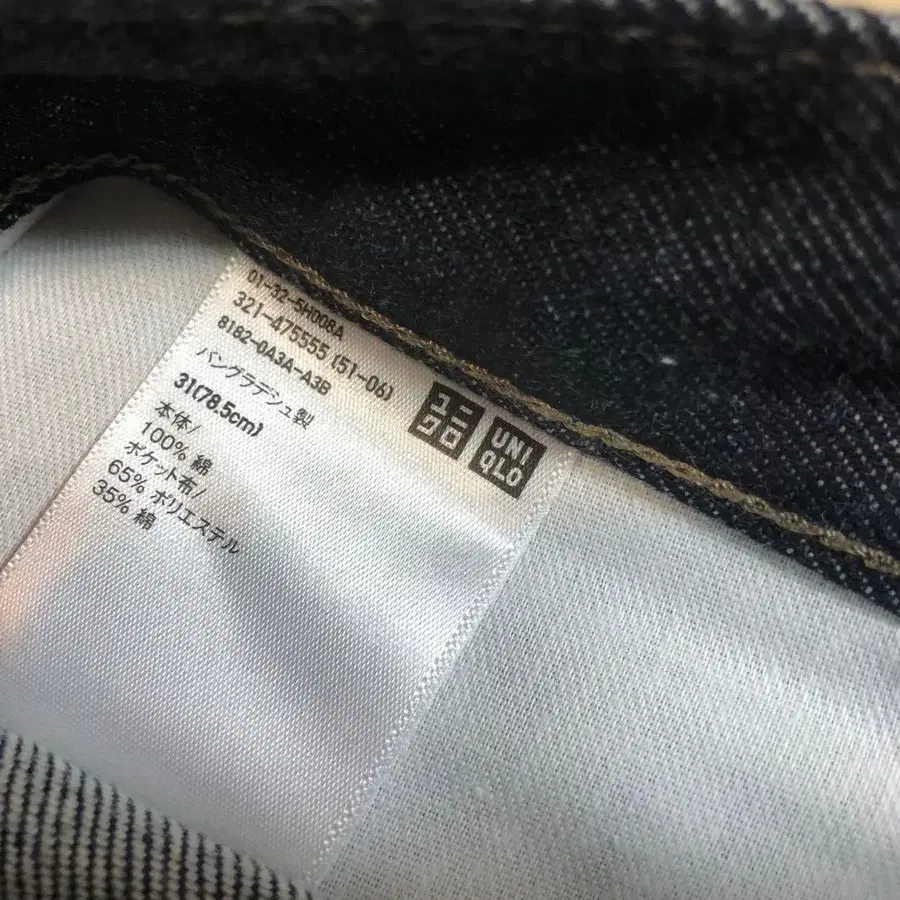 01-32-5H008A
321-475555 (51-06)
8182-0A3A-A3B
バングラデシュ製
31(78.5cm)
本体/
100% 綿
ポケット布/
65% ポリエステル
35% 綿
ユニ
クロ
UNI
QLO